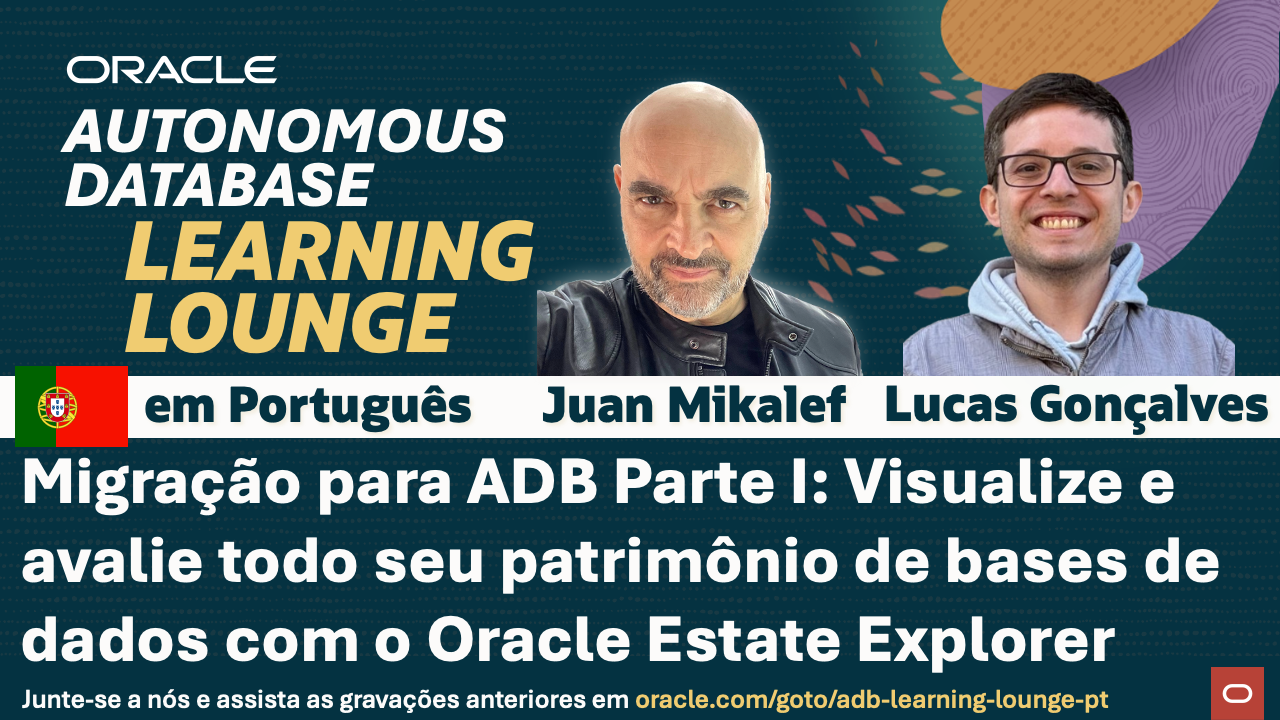 ORACLE
AUTONOMOUS
DATABASE
LEARNING
LOUNGE
em Português
Juan Mikalef
Lucas Gonçalves
Migração para ADB Parte I: Visualize e
avalie todo seu patrimônio de bases de
dados com o Oracle Estate Explorer
Junte-se a nós e assista as gravações anteriores em oracle.com/goto/adb-learning-lounge-pt